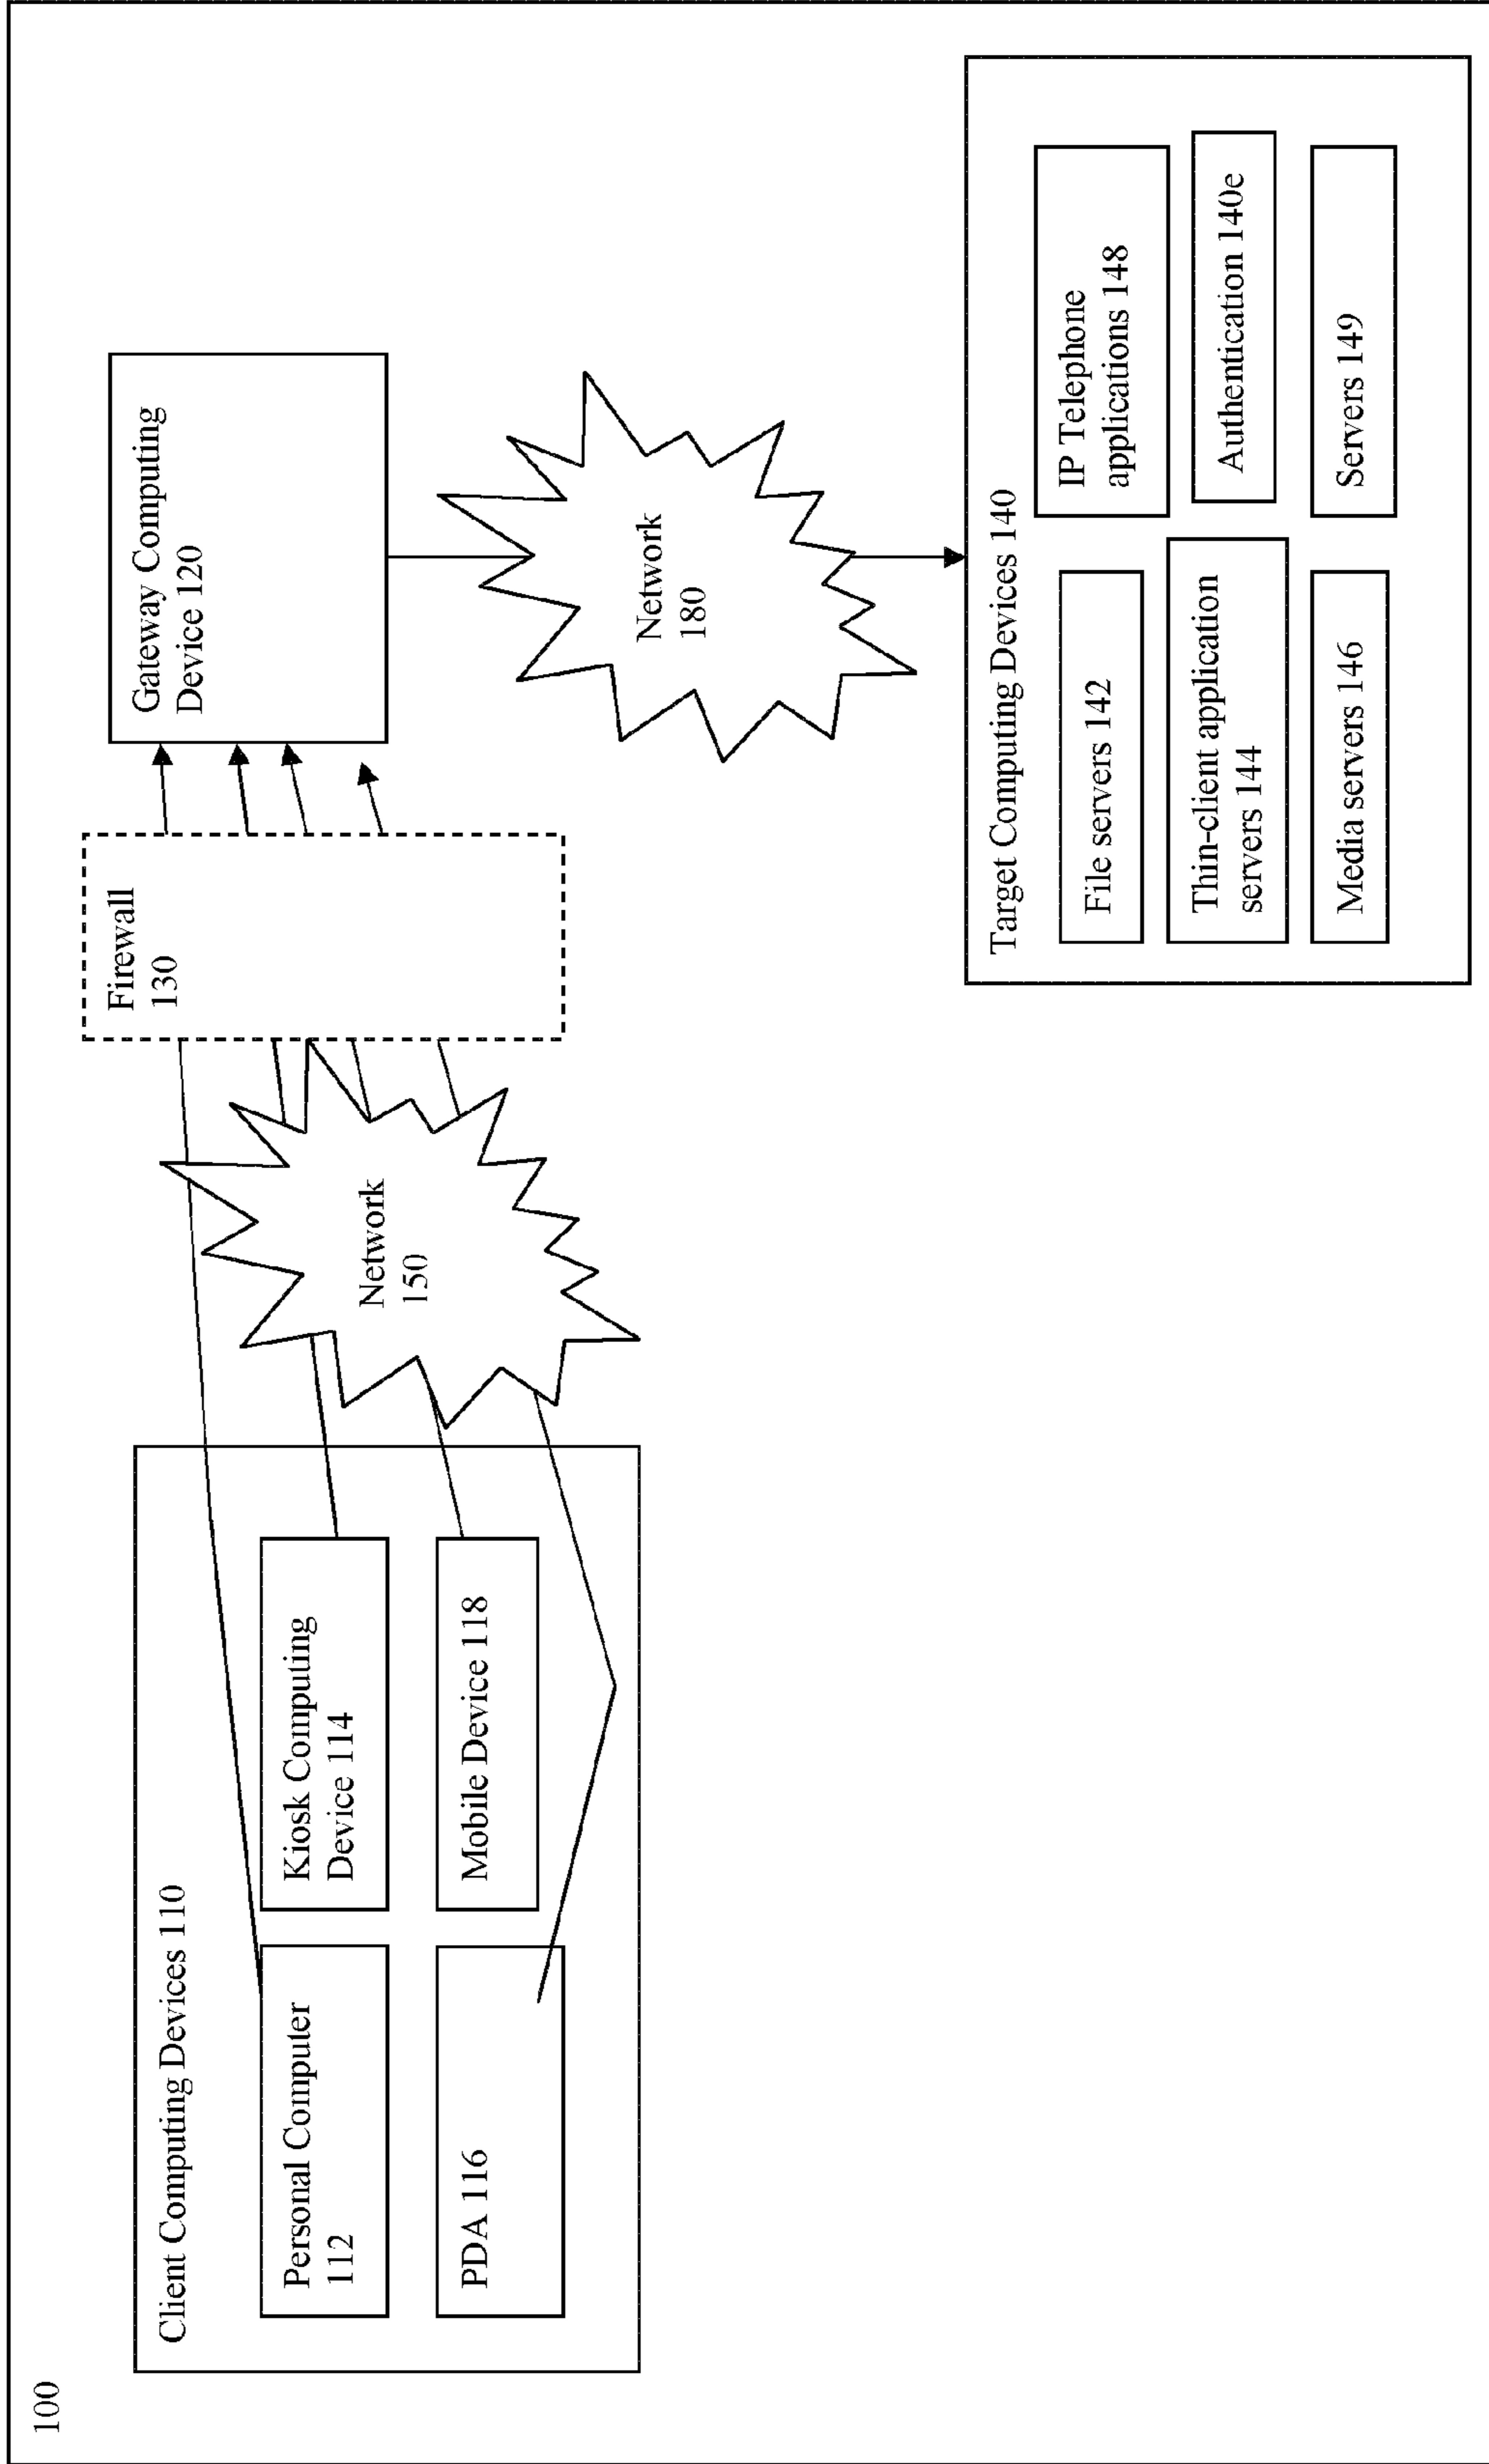 100
Client Computing Devices 110
Personal Computer
112
Kiosk Computing
Device 114
PDA 116
Mobile Device 118
Network
150
Firewall
130
Gateway Computing
Device 120
Network
180
Target Computing Devices 140
File servers 142
IP Telephone
applications 148
Thin-client application
servers 144
Authentication 140e
Media servers 146
Servers 149